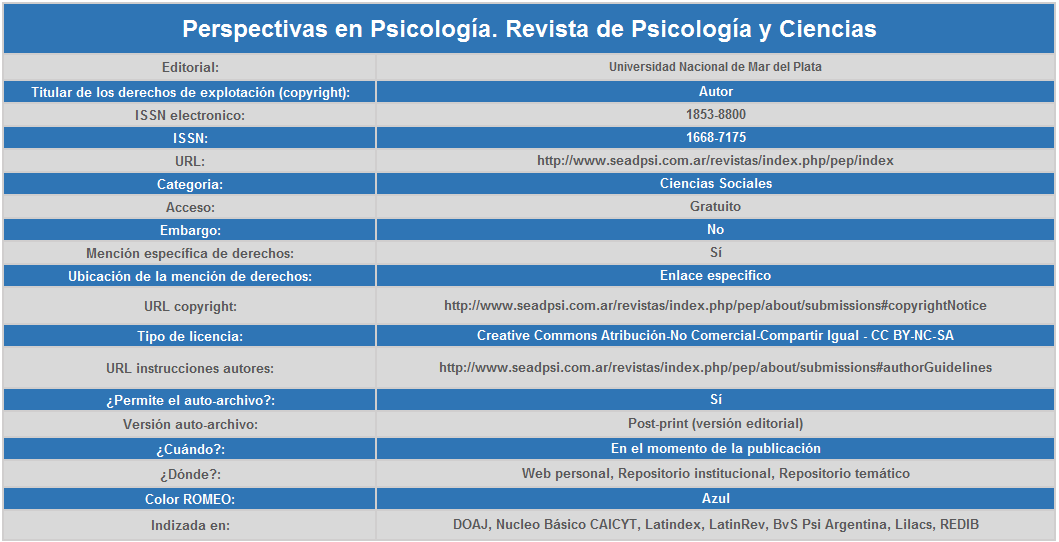 Perspectivas en Psicología. Revista de Psicología y Ciencias
Editorial: Universidad Nacional de Mar del Plata
Titular de los derechos de explotación (copyright): Autor
ISSN electronico: 1853-8800
ISSN: 1668-7175
URL: http://www.seadpsi.com.ar/revistas/index.php/pep/index
Categoria: Ciencias Sociales
Acceso: Gratuito
Embargo: No
Mención específica de derechos: Sí
Ubicación de la mención de derechos: Enlace especifico
URL copyright: http://www.seadpsi.com.ar/revistas/index.php/pep/about/submissions#copyrightNotice
Tipo de licencia: Creative Commons Atribución-No Comercial-Compartir Igual - CC BY-NC-SA
URL instrucciones autores: http://www.seadpsi.com.ar/revistas/index.php/pep/about/submissions#authorGuidelines
¿Permite el auto-archivo?: Sí
Versión auto-archivo: Post-print (versión editorial)
¿Cuándo?: En el momento de la publicación
¿Dónde?: Web personal, Repositorio institucional, Repositorio temático
Color ROMEO: Azul
Indizada en: DOAJ, Nucleo Básico CAICYT, Latindex, LatinRev, BvS Psi Argentina, Lilacs, REDIB